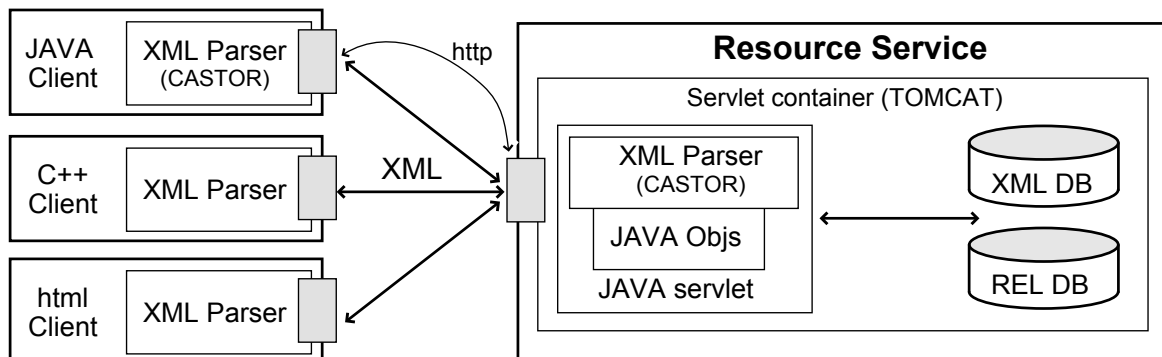 JAVA
Client
XML Parser
(CASTOR)
C++
Client
XML Parser
html
Client
XML Parser
http
XML
Resource Service
Servlet container (TOMCAT)
XML Parser
(CASTOR)
JAVA Objs
JAVA servlet
XML DB
REL DB